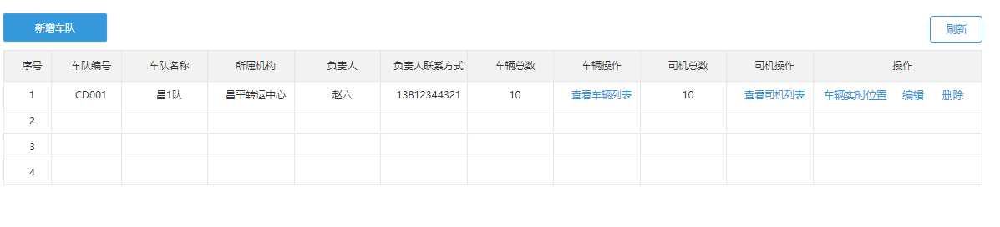 新增车队
刷新
序号 车队编号 车队名称 所属机构 负责人 负责人联系方式 车辆总数 车辆操作 司机总数 司机操作 操作
1 CD001 昌1队 昌平转运中心 赵六 13812344321 10 查看车辆列表 10 查看司机列表 车辆实时位置 编辑 删除
2
3
4